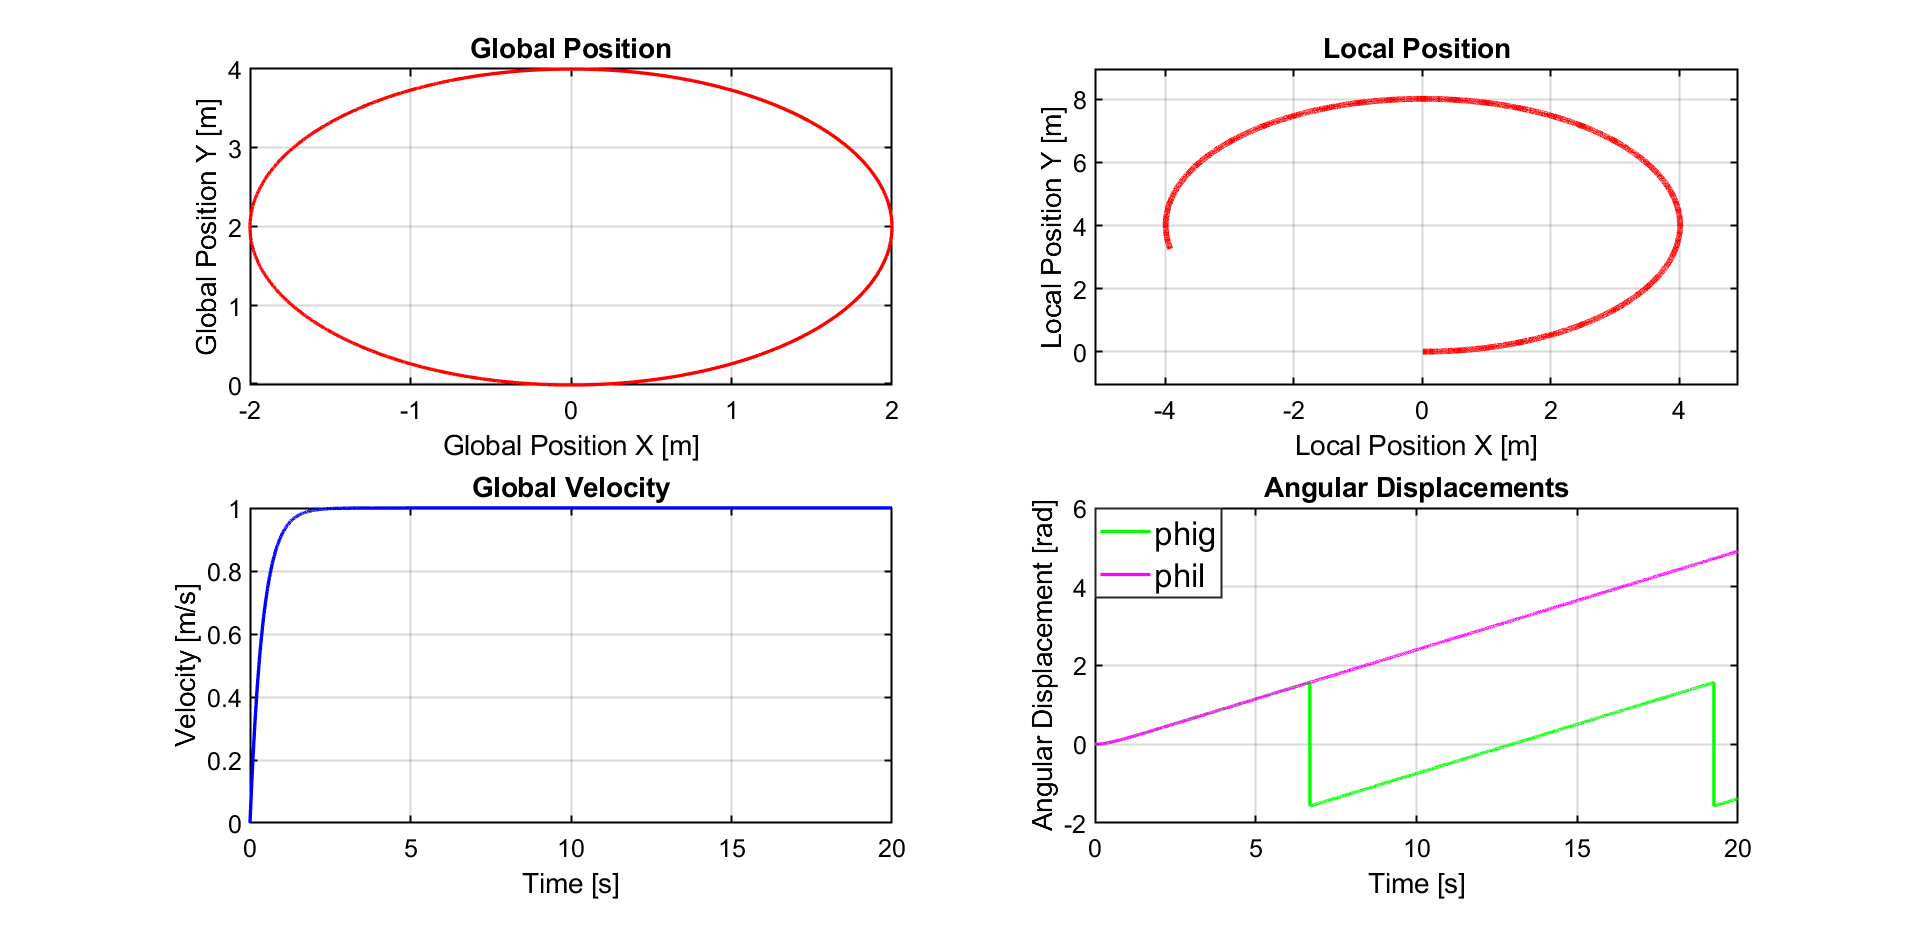 Global Position
Global Position Y [m]
4
3
2
1
0
-2 -1 0 1 2
Global Position X [m]
Local Position
Local Position Y [m]
8
6
4
2
0
-4 -2 0 2 4
Local Position X [m]
Global Velocity
Velocity [m/s]
1
0.8
0.6
0.4
0.2
0
0 5 10 15 20
Time [s]
Angular Displacements
Angular Displacement [rad]
6
4
2
0
-2
phig
phil
0 5 10 15 20
Time [s]